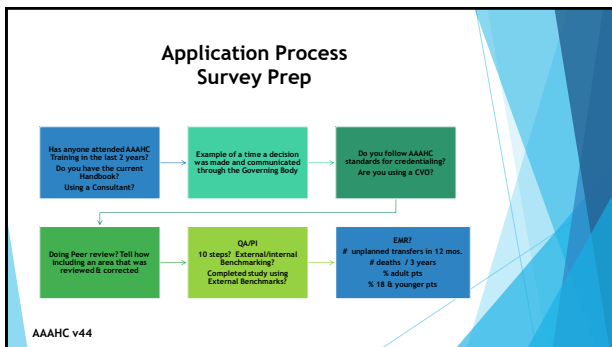 Application Process
Survey Prep
Has anyone attended AAAHC
Training in the last 2 years?
Do you have the current
Handbook?
Using a Consultant?
Example of a time a decision
was made and communicated
through the Governing Body
Do you follow AAAHC
standards for credentialing?
Are you using a CVO?
Doing Peer review? Tell how
including an area that was
reviewed & corrected
QA/PI
10 steps? External/Internal
Benchmarking?
Completed study using
External Benchmarks?
EMR?
# unplanned transfers in 12 mos.
# deaths / 3 years
% adult pts
% 18 & younger pts
AAAHC v44